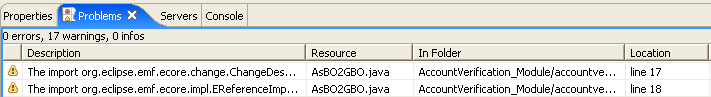 Properties Problems Servers Console
0 errors, 17 warnings, 0 infos
Description Resource In Folder Location
The import org.eclipse.emf.ecore.change.ChangeDes... AsBO2GBO.java AccountVerification_Module/accountve... line 17
The import org.eclipse.emf.ecore.impl.EReferenceImp... AsBO2GBO.java AccountVerification_Module/accountve... line 18